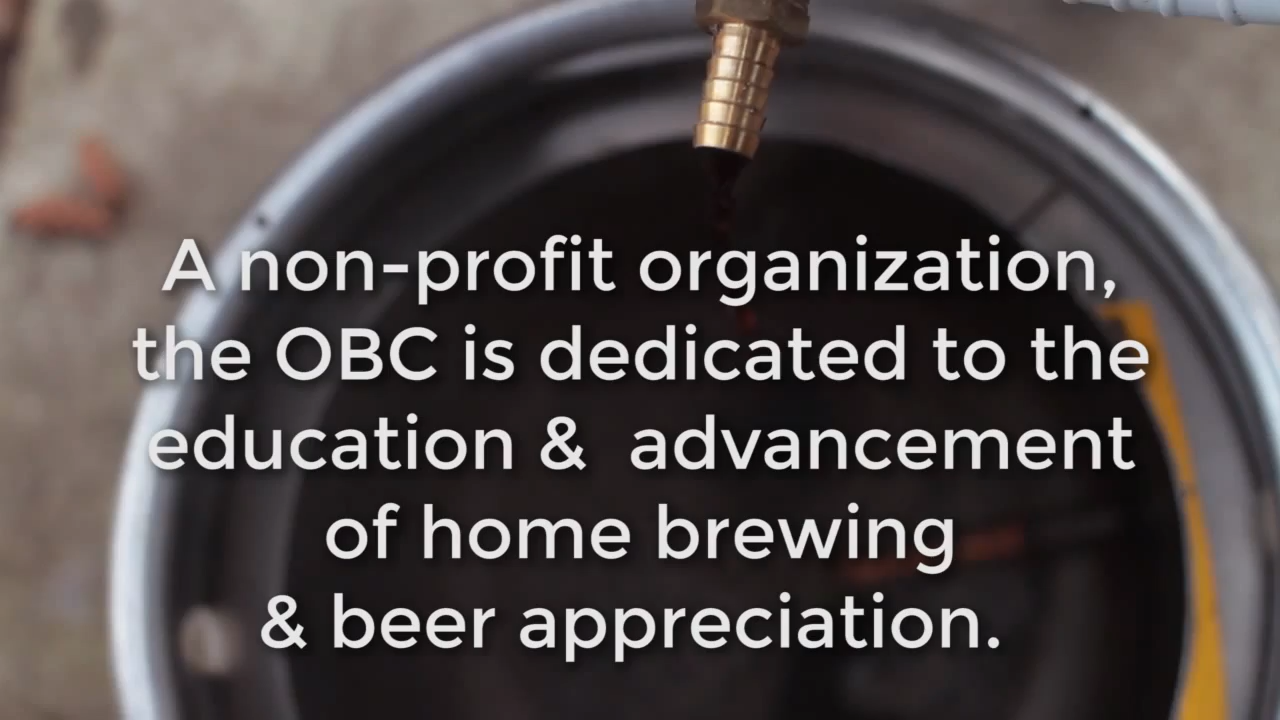 A non-profit organization,
the OBC is dedicated to the
education &  advancement
of home brewing
& beer appreciation.